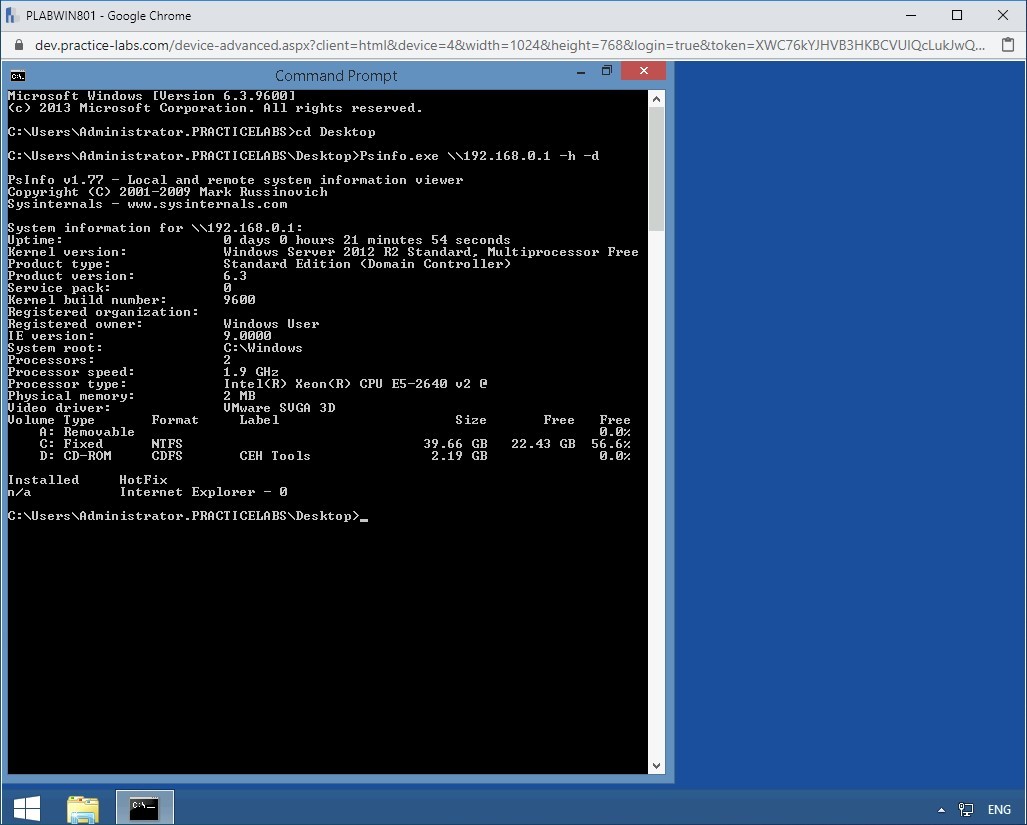 PLABWIN801 - Google Chrome
dev.practice-labs.com/device-advanced.aspx?client=html&device=4&width=1024&height=768&login=true&token=XWC76kYJHVB3HKBCVUIQcLukJwQ...
Command Prompt
Microsoft Windows [Version 6.3.9600]
(c) 2013 Microsoft Corporation. All rights reserved.
C:\Users\Administrator.PRACTICELABS>cd Desktop
C:\Users\Administrator.PRACTICELABS\Desktop>Psinfo.exe \\192.168.0.1 -h -d
PsInfo v1.77 - Local and remote system information viewer
Copyright (C) 2001-2009 Mark Russinovich
Sysinternals - www.sysinternals.com
System information for \\192.168.0.1:
Uptime: 0 days 0 hours 21 minutes 54 seconds
Kernel version: Windows Server 2012 R2 Standard, Multiprocessor Free
Product type: Standard Edition (Domain Controller)
Product version: 6.3
Service pack: 0
Kernel build number: 9600
Registered organization:
Registered owner: Windows User
IE version: 9.0000
System root: C:\Windows
Processors: 2
Processor speed: 1.9 GHz
Processor type: Intel(R) Xeon(R) CPU E5-2640 v2 @
Physical memory: 2 MB
Video driver: VMware SVGA 3D
Volume Type Format Label Size Free Free
A: Removable 0.0%
C: Fixed NTFS 39.66 GB 22.43 GB 56.6%
D: CD-ROM CDFS CEH Tools 2.19 GB 0.0%
Installed HotFix
n/a Internet Explorer - 0
C:\Users\Administrator.PRACTICELABS\Desktop>_
ENG